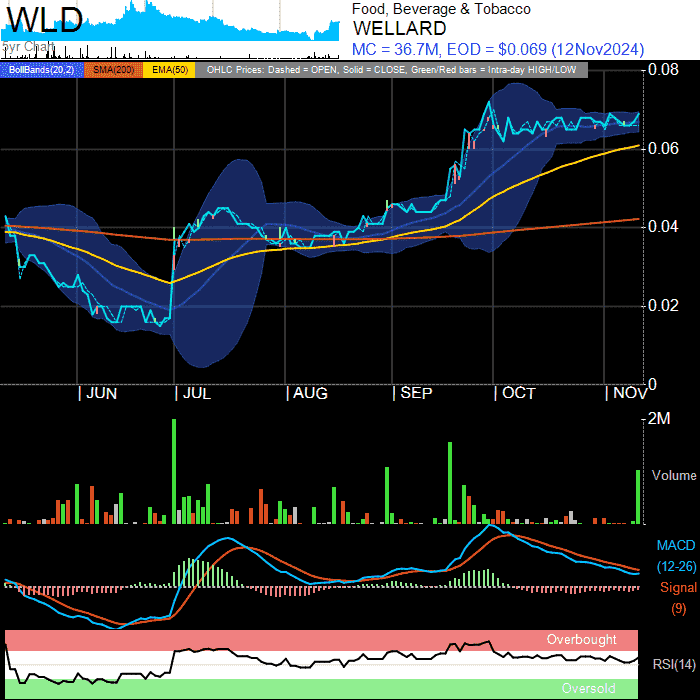 WLD
5yr Chart
Food, Beverage & Tobacco
WELLARD
MC = 36.7M, EOD = $0.069 (12Nov2024)
BollBands(20,2) SMA(200) EMA(50) OHLC Prices: Dashed = OPEN, Solid = CLOSE, Green/Red bars = Intra-day HIGH/LOW
0.08
0.06
0.04
0.02
0
| JUN | JUL | AUG | SEP | OCT | NOV
2M
Volume
MACD
(12-26)
Signal
(9)
Overbought
RSI(14)
Oversold